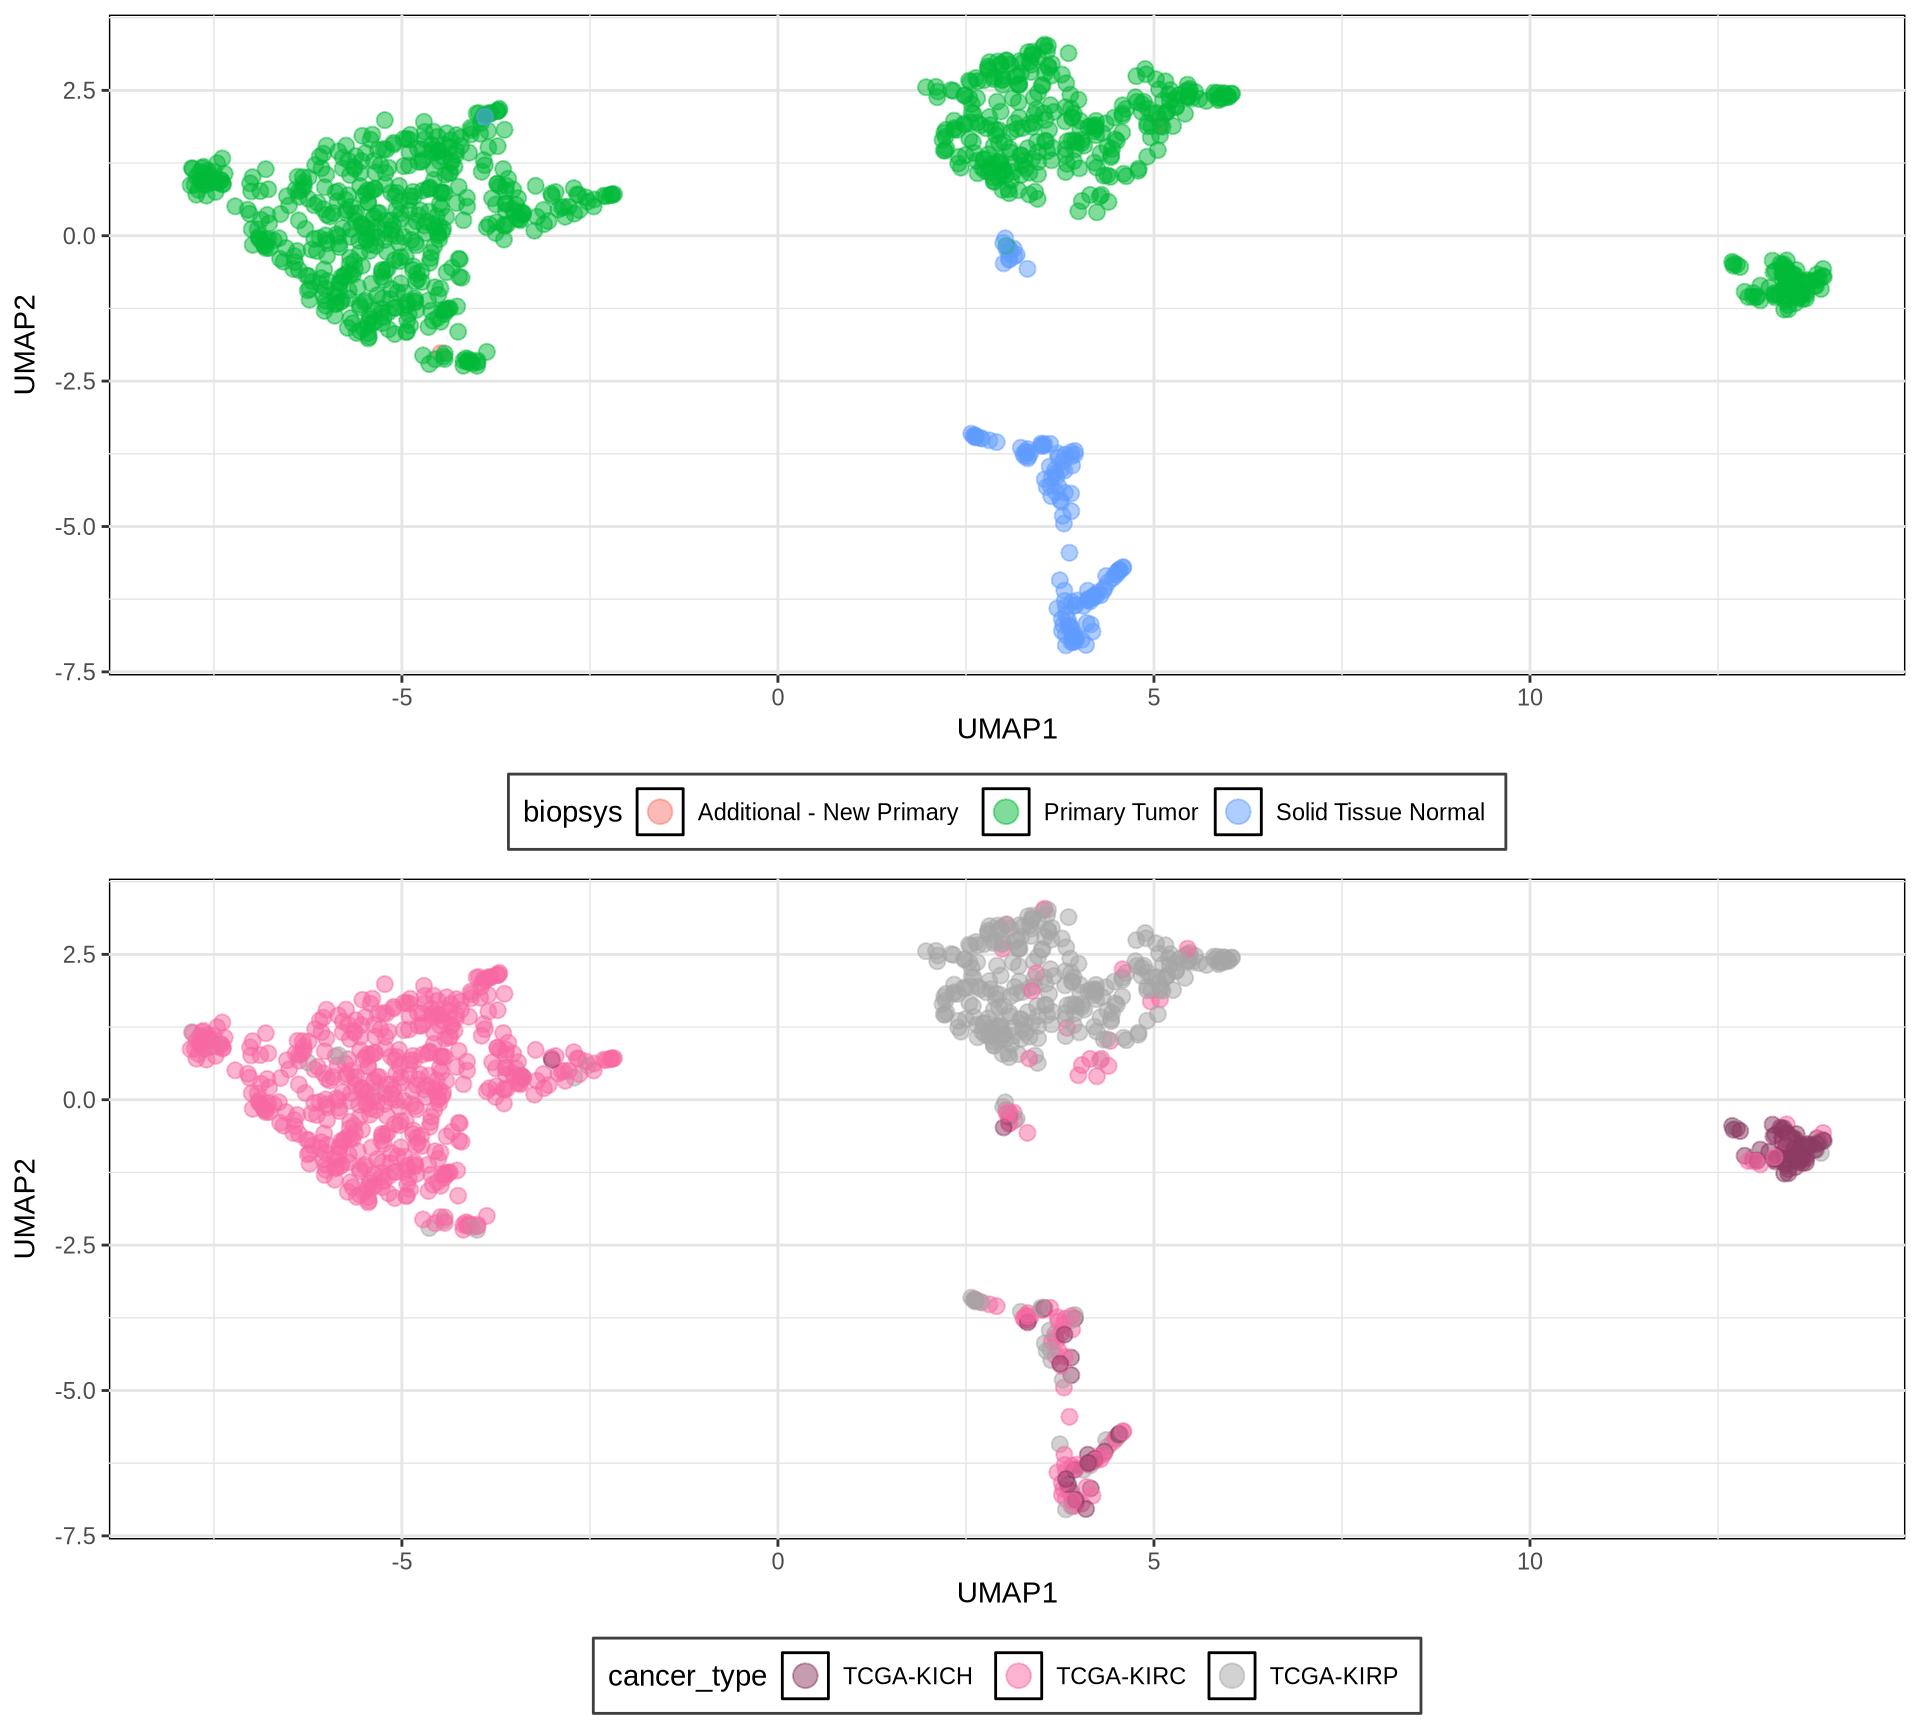 2.5
0.0
-2.5
-5.0
-7.5
UMAP2
-5 0 5 10
UMAP1
biopsys Additional - New Primary Primary Tumor Solid Tissue Normal
2.5
0.0
-2.5
-5.0
-7.5
UMAP2
-5 0 5 10
UMAP1
cancer_type TCGA-KICH TCGA-KIRC TCGA-KIRP